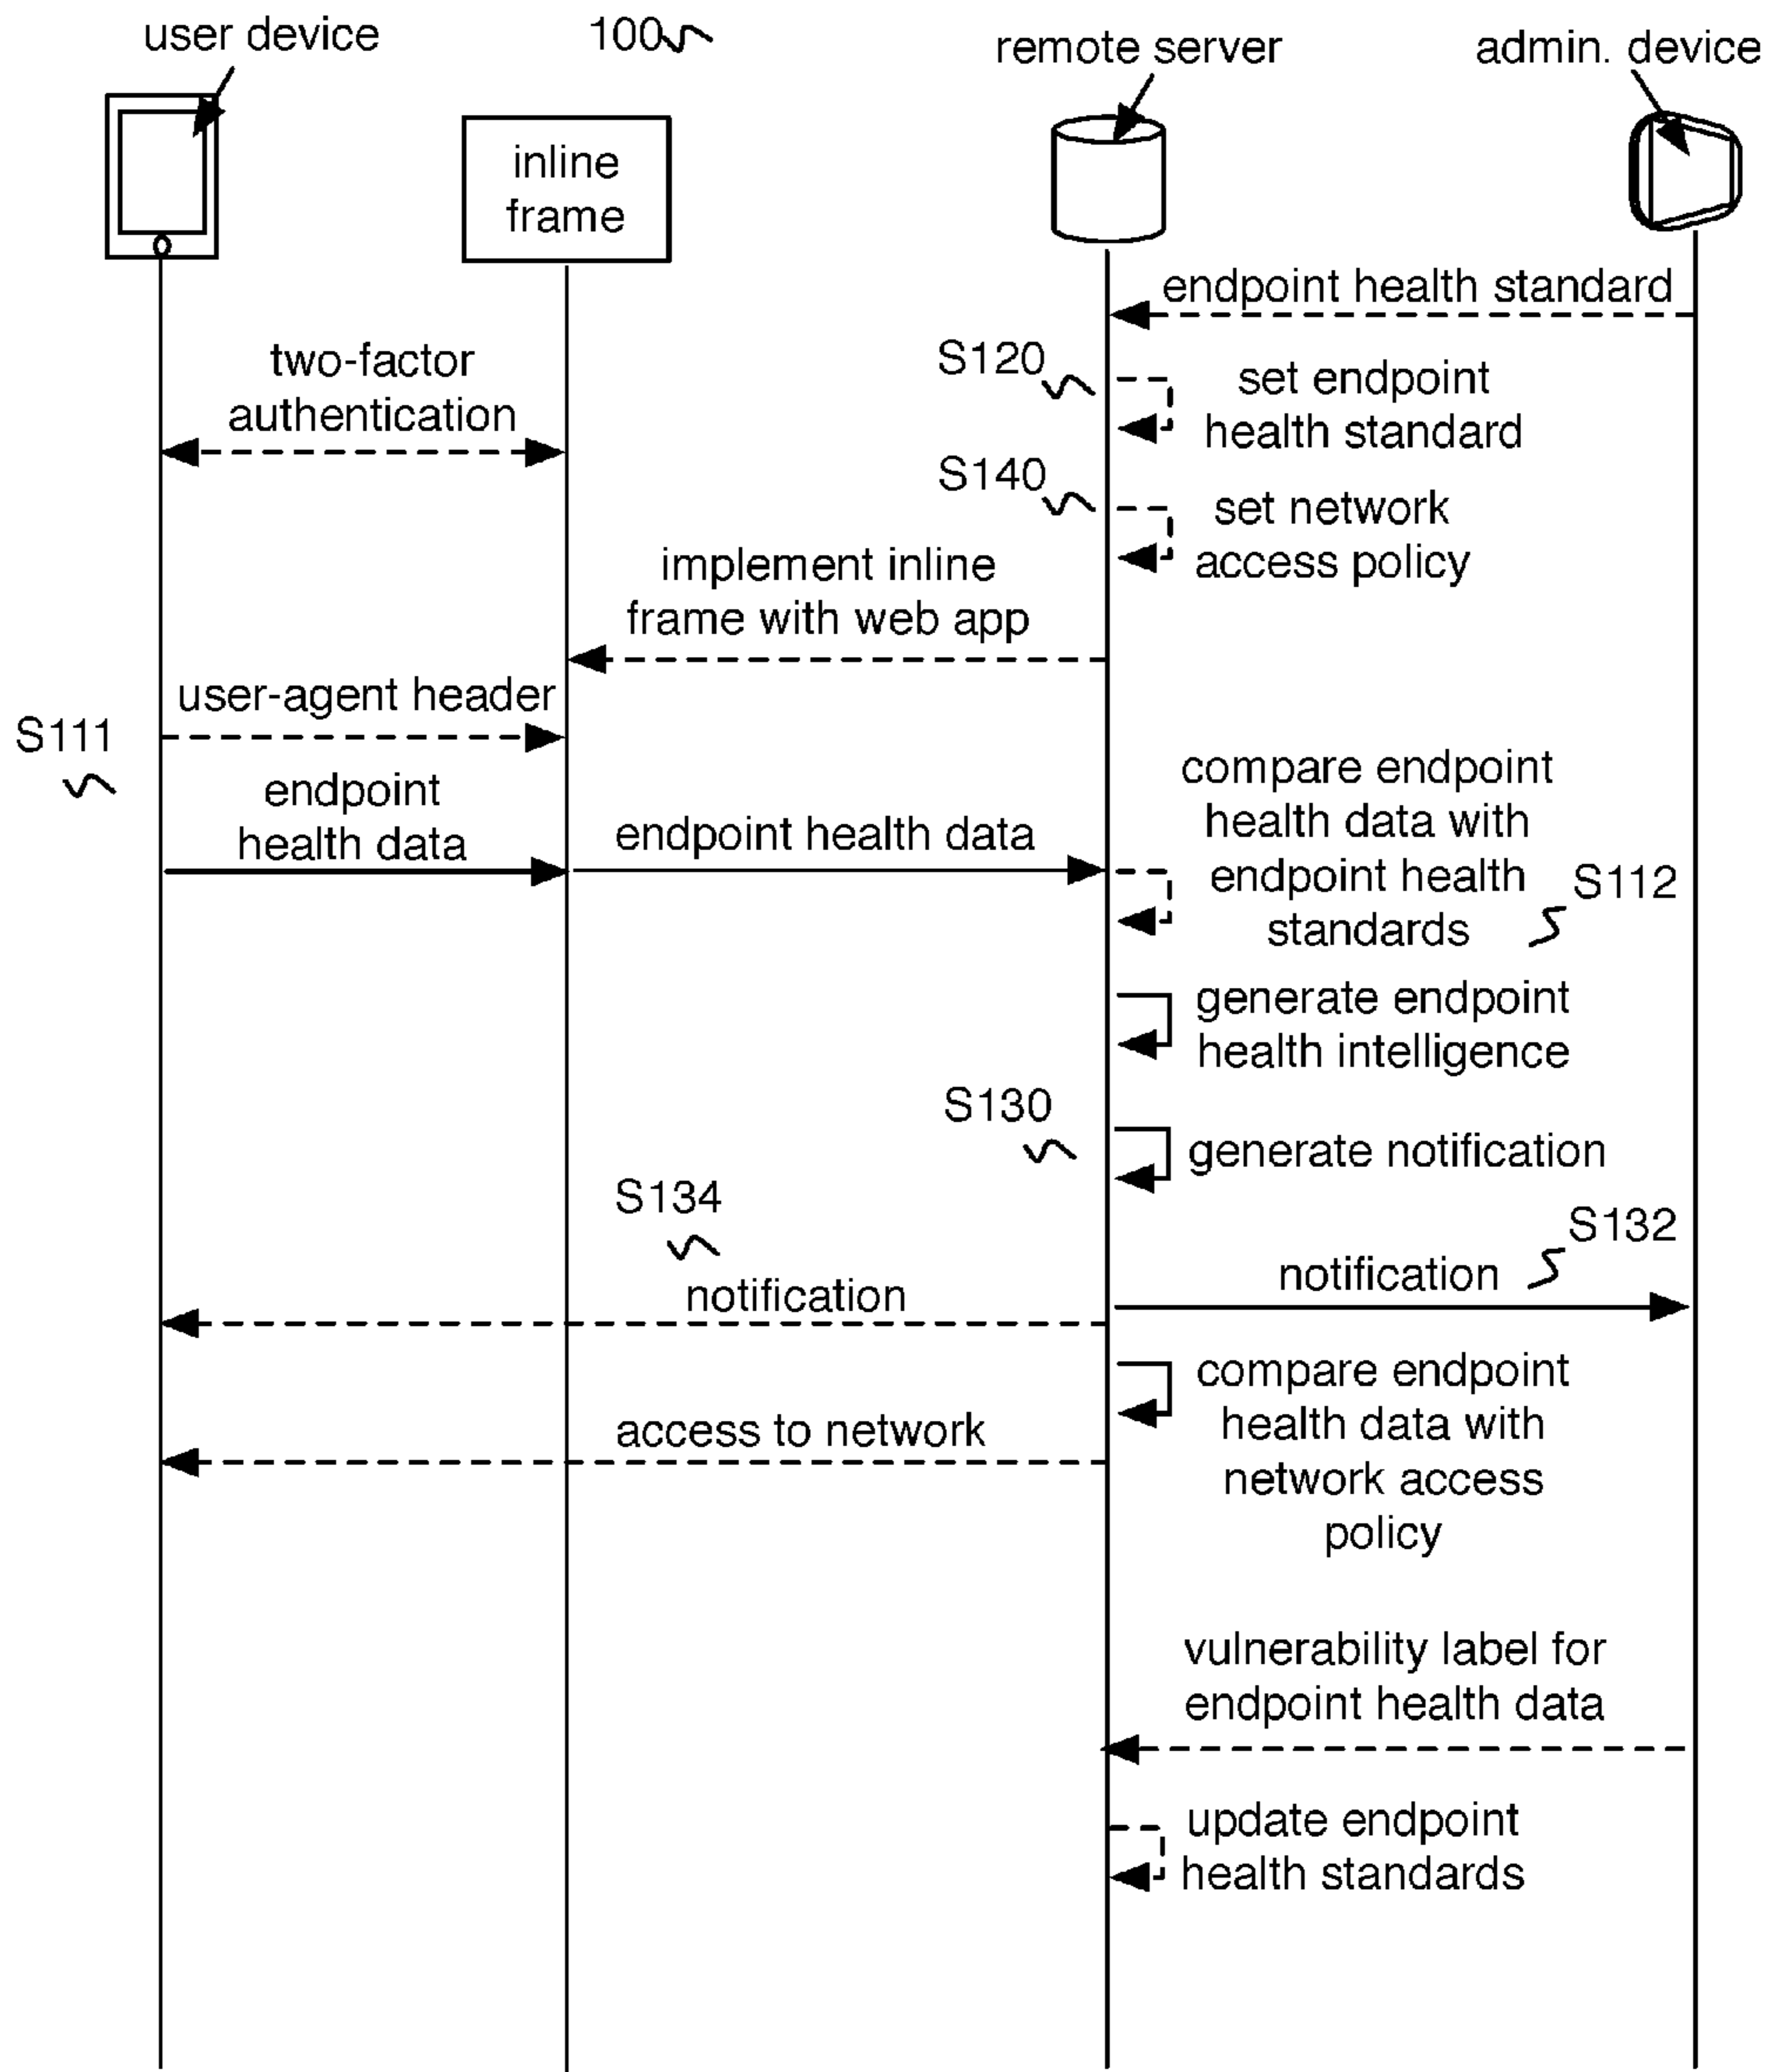 user device
100
remote server
admin. device
inline
frame
endpoint health standard
two-factor
authentication
S120
set endpoint
health standard
S140
set network
access policy
implement inline
frame with web app
user-agent header
S111
endpoint
health data
endpoint health data
compare endpoint
health data with
endpoint health
standards
S112
generate endpoint
health intelligence
S130
generate notification
S134
notification
S132
notification
compare endpoint
health data with
network access
policy
access to network
vulnerability label for
endpoint health data
update endpoint
health standards